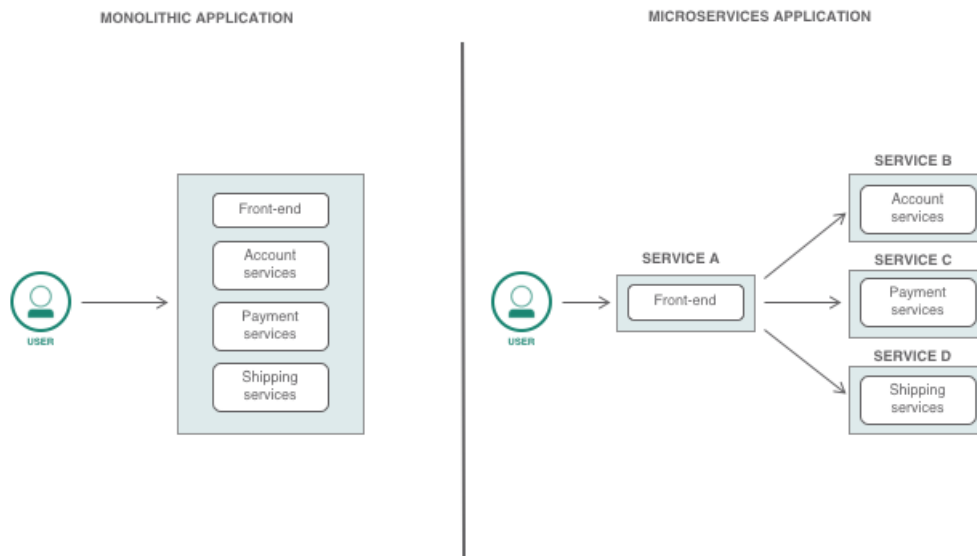 MONOLITHIC APPLICATION
Front-end
Account
services
Payment
services
Shipping
services
USER
MICROSERVICES APPLICATION
USER
SERVICE A
Front-end
SERVICE B
Account
services
SERVICE C
Payment
services
SERVICE D
Shipping
services